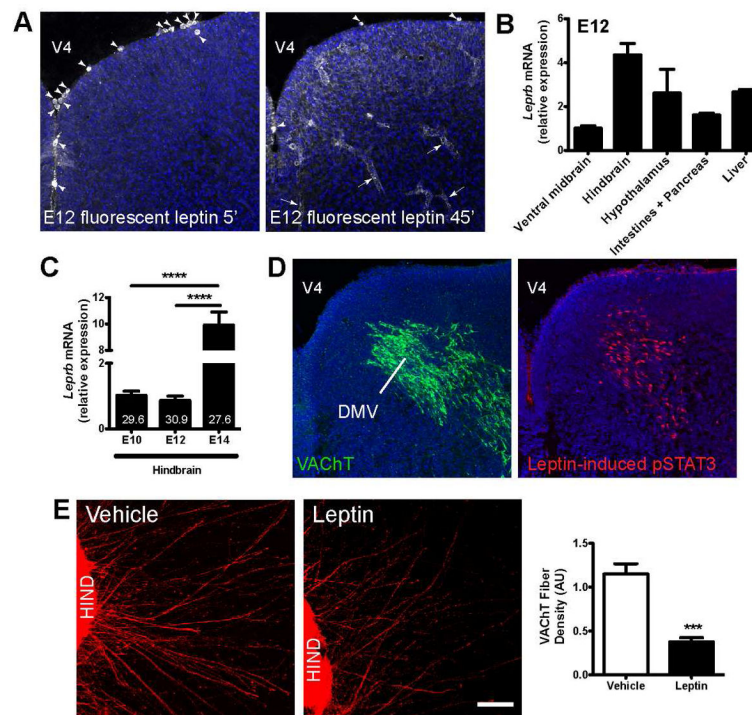 A
V4
E12 fluorescent leptin 5’
V4
E12 fluorescent leptin 45’
B
E12
Leprb mRNA
(relative expression)
6
4
2
0
Ventral midbrain
Hindbrain
Hypothalamus
Intestines + Pancreas
Liver
C
****
****
Leprb mRNA
(relative expression)
12
10
8
6
2
0
29.6
30.9
27.6
E10
E12
E14
Hindbrain
D
V4
DMV
VAChT
V4
Leptin-induced pSTAT3
E
Vehicle
HIND
Leptin
HIND
VAChT Fiber
Density (AU)
1.5
1.0
0.5
0.0
***
Vehicle
Leptin